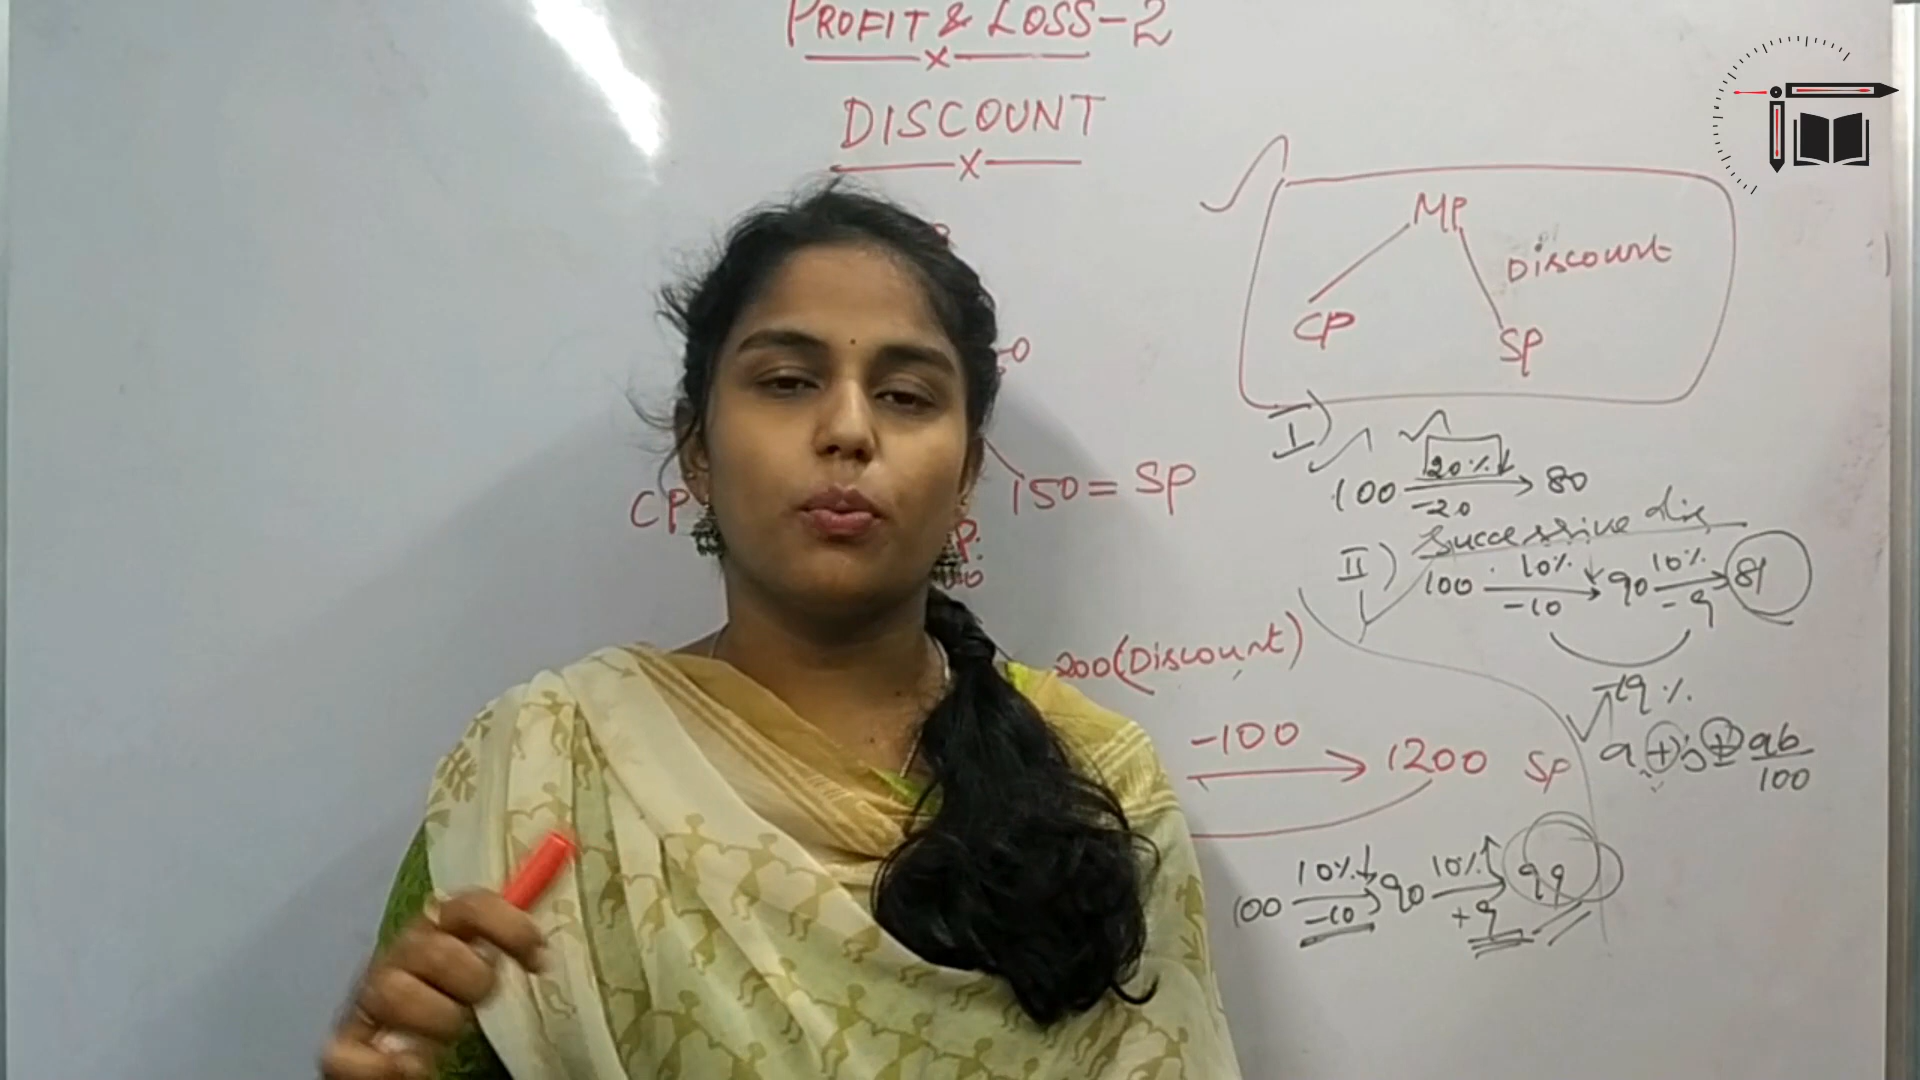 PROFIT & LOSS-2
x
DISCOUNT
x
MP
Discount
CP
SP
I)
100 20%↓ 80
-20
CP
150 = SP
P.
Successive dis
II)
100 10%↓ 90 10% 81
-10 -9
200 (Discount)
-19%
-100 → 1200 SP
a + b ± ab/100
100 10%↓ 90 10%↑ 99
-10 +9